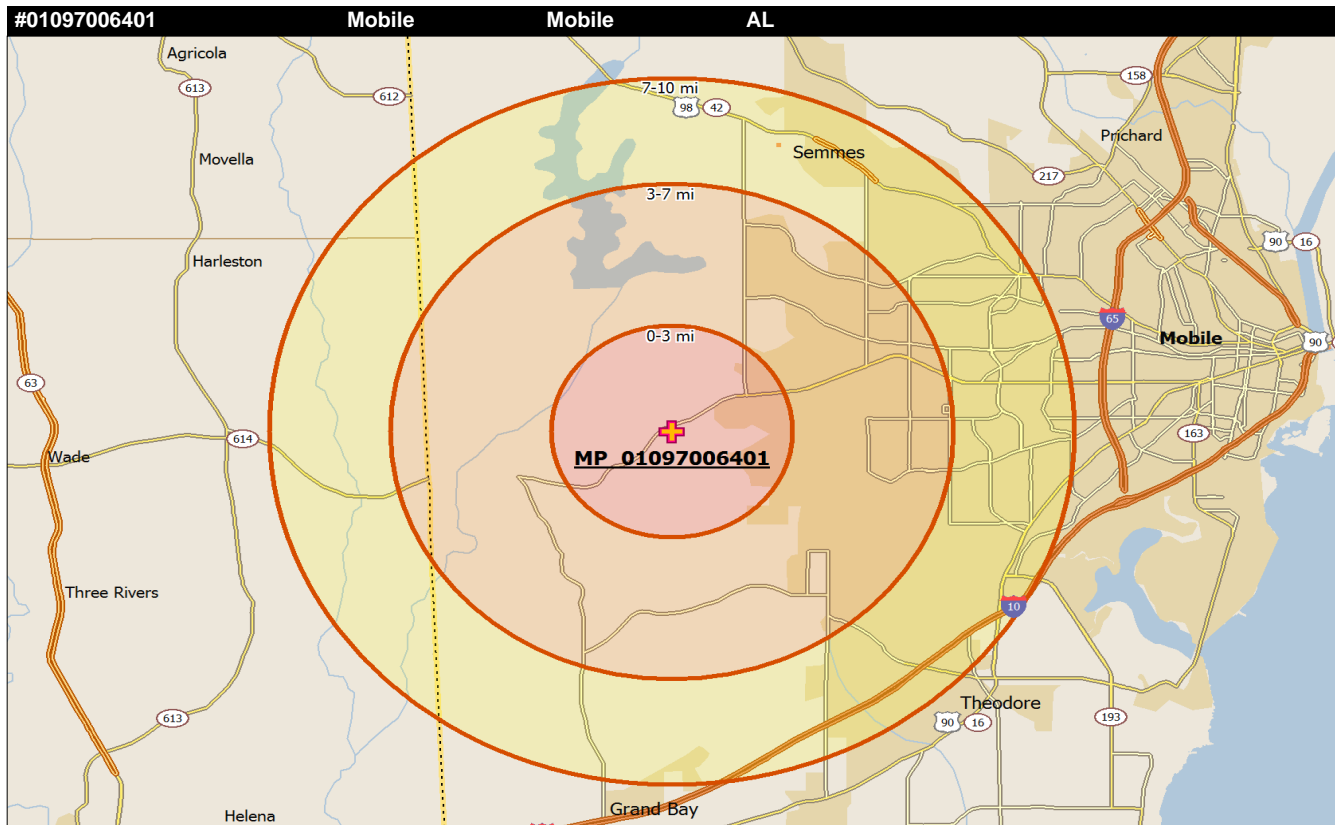 #01097006401 Mobile Mobile AL
Agricola
613
612
7-10 mi
98 42
158
Movella
Semmes
Prichard
217
3-7 mi
90 16
Harleston
65
0-3 mi
Mobile
90
63
614
163
Wade
MP_01097006401
Three Rivers
10
Theodore
613
90 16
193
Grand Bay
Helena